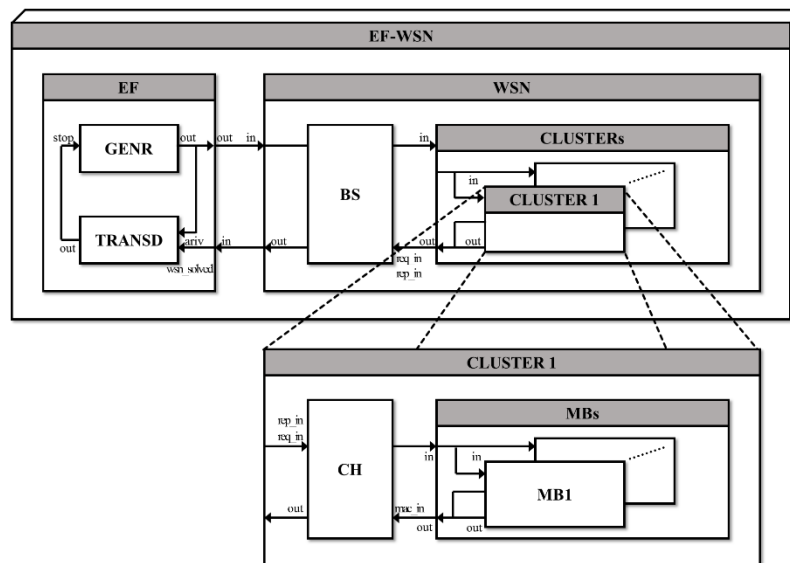 EF-WSN
EF
WSN
stop
GENR
out
out
in
BS
in
CLUSTERs
in
CLUSTER 1
out
TRANSD
ariv
in
wsn_solved
out
out
out
req_in
rep_in
CLUSTER 1
rep_in
req_in
CH
in
MBs
in
MB1
out
mac_in
out
out